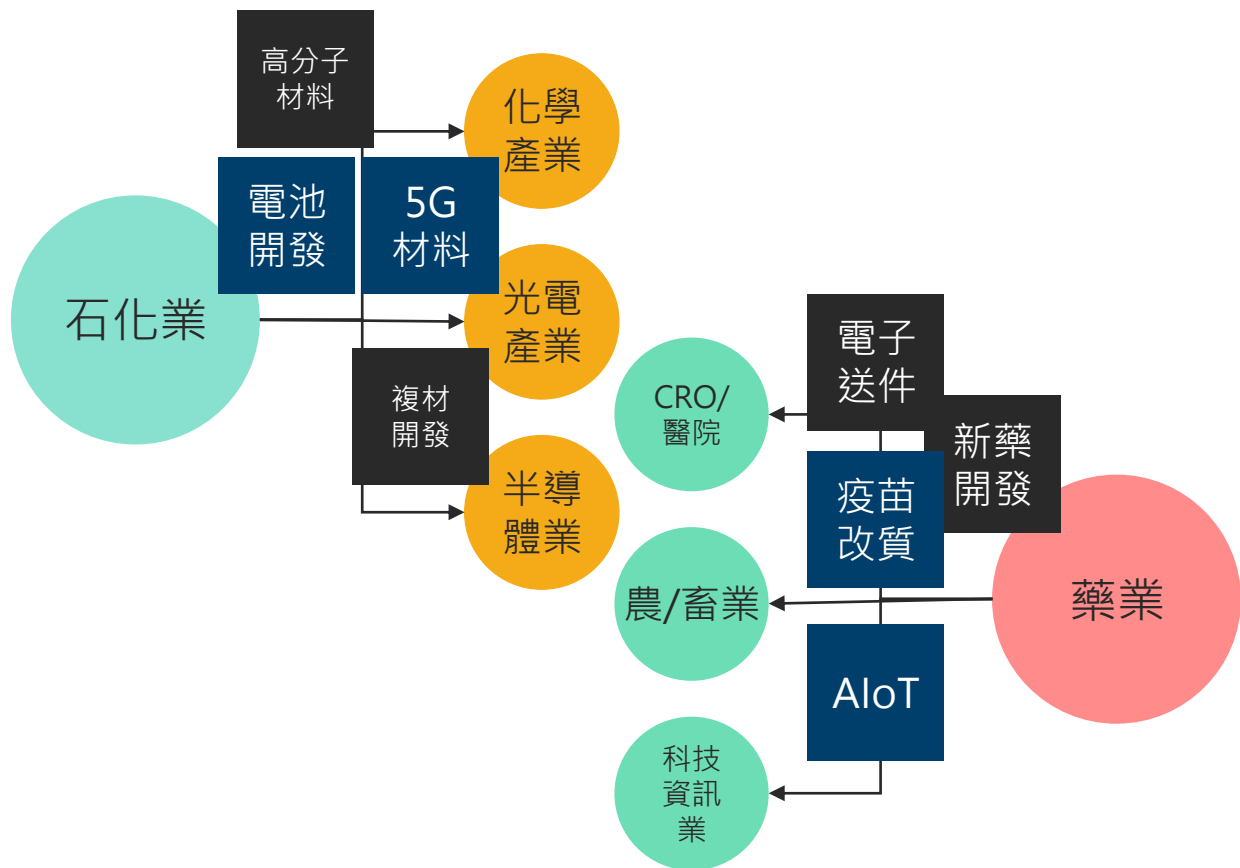 高分子
材料
化學
產業
電池
開發
5G
材料
石化業
光電
產業
複材
開發
半導
體業
電子
送件
CRO/
醫院
新藥
開發
疫苗
改質
農/畜業
藥業
AIoT
科技
資訊
業